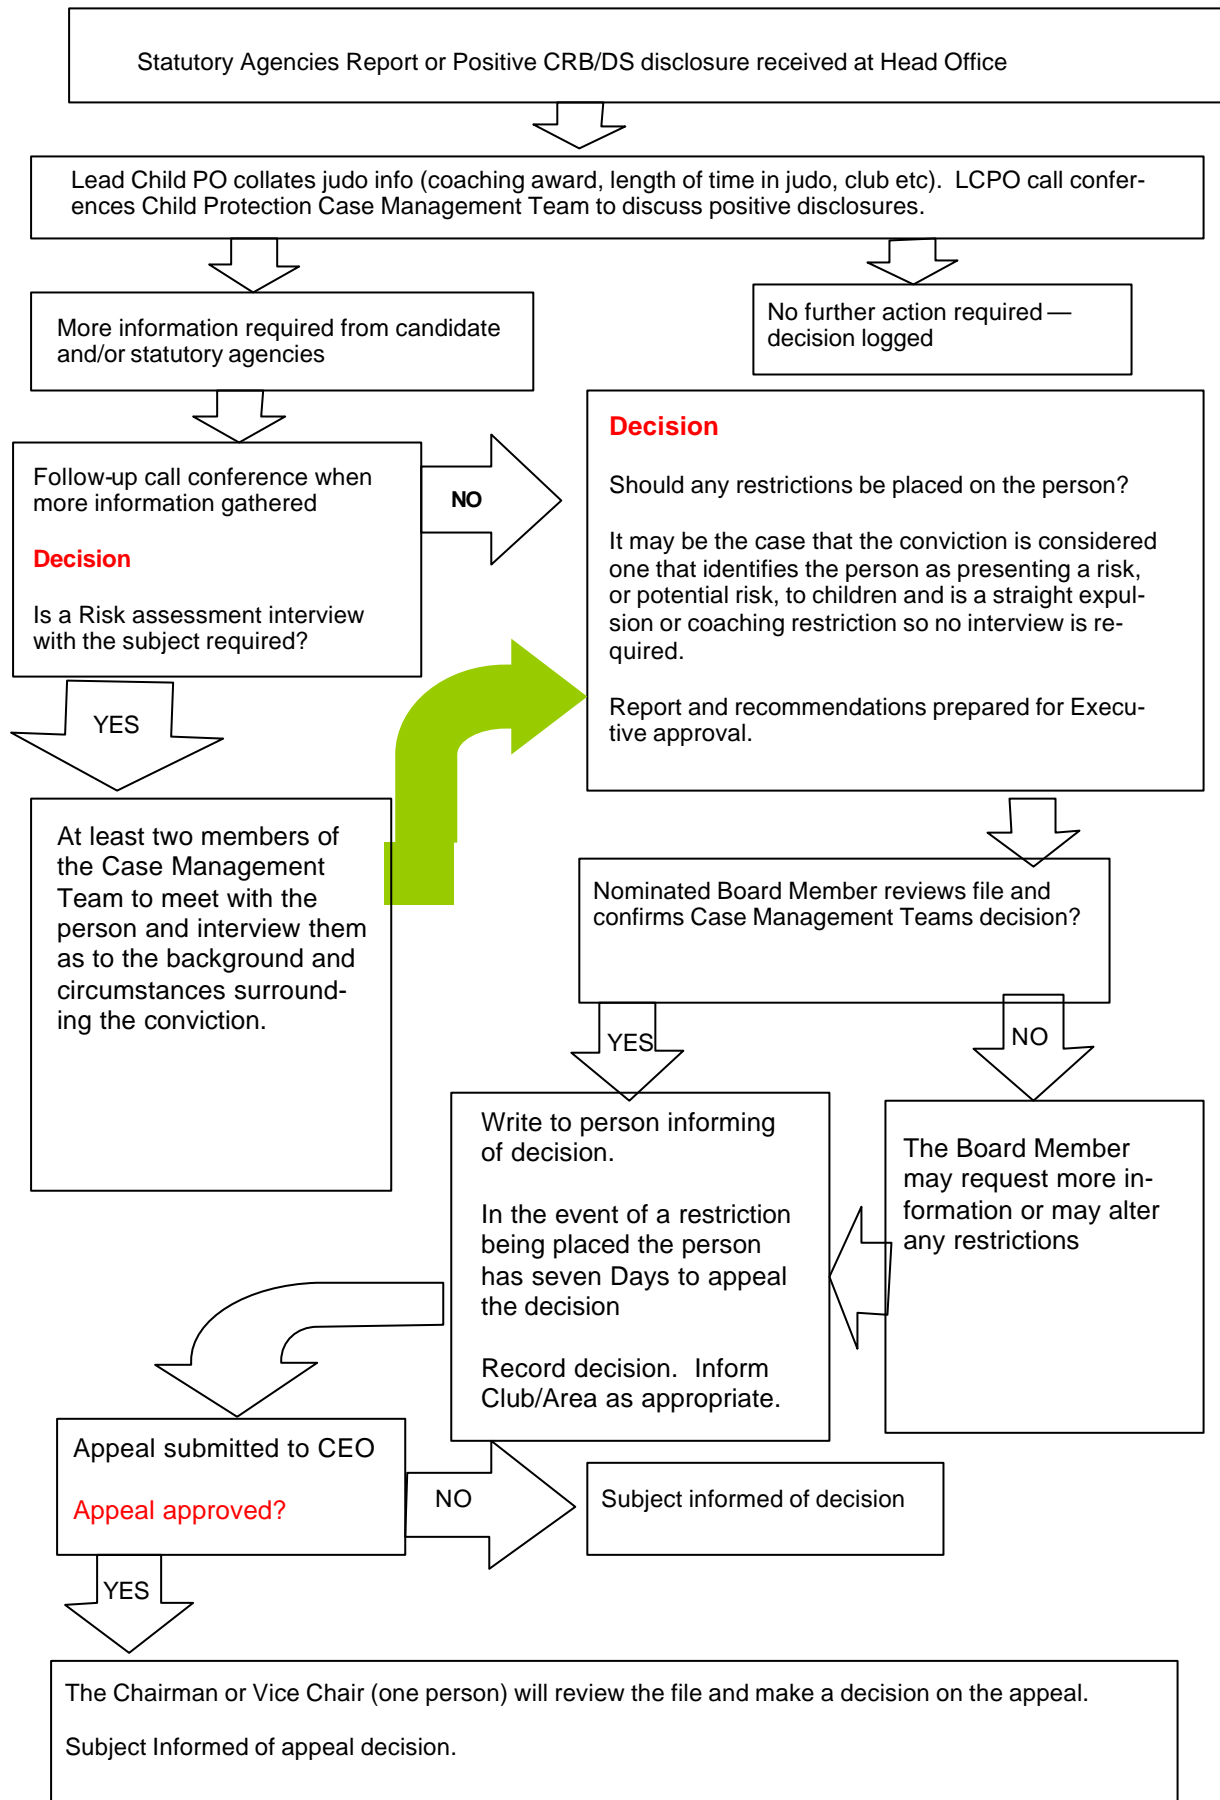 Statutory Agencies Report or Positive CRB/DS disclosure received at Head Office
Lead Child PO collates judo info (coaching award, length of time in judo, club etc).  LCPO call confer-
ences Child Protection Case Management Team to discuss positive disclosures.
More information required from candidate
and/or statutory agencies
No further action required —
decision logged
Follow-up call conference when
more information gathered
Decision
Is a Risk assessment interview
with the subject required?
NO
Decision
Should any restrictions be placed on the person?
It may be the case that the conviction is considered
one that identifies the person as presenting a risk,
or potential risk, to children and is a straight expul-
sion or coaching restriction so no interview is re-
quired.
Report and recommendations prepared for Execu-
tive approval.
YES
At least two members of
the Case Management
Team to meet with the
person and interview them
as to the background and
circumstances surround-
ing the conviction.
Nominated Board Member reviews file and
confirms Case Management Teams decision?
YES
NO
Write to person informing
of decision.
In the event of a restriction
being placed the person
has seven Days to appeal
the decision
Record decision.  Inform
Club/Area as appropriate.
The Board Member
may request more in-
formation or may alter
any restrictions
Appeal submitted to CEO
Appeal approved?
NO
Subject informed of decision
YES
The Chairman or Vice Chair (one person) will review the file and make a decision on the appeal.
Subject Informed of appeal decision.